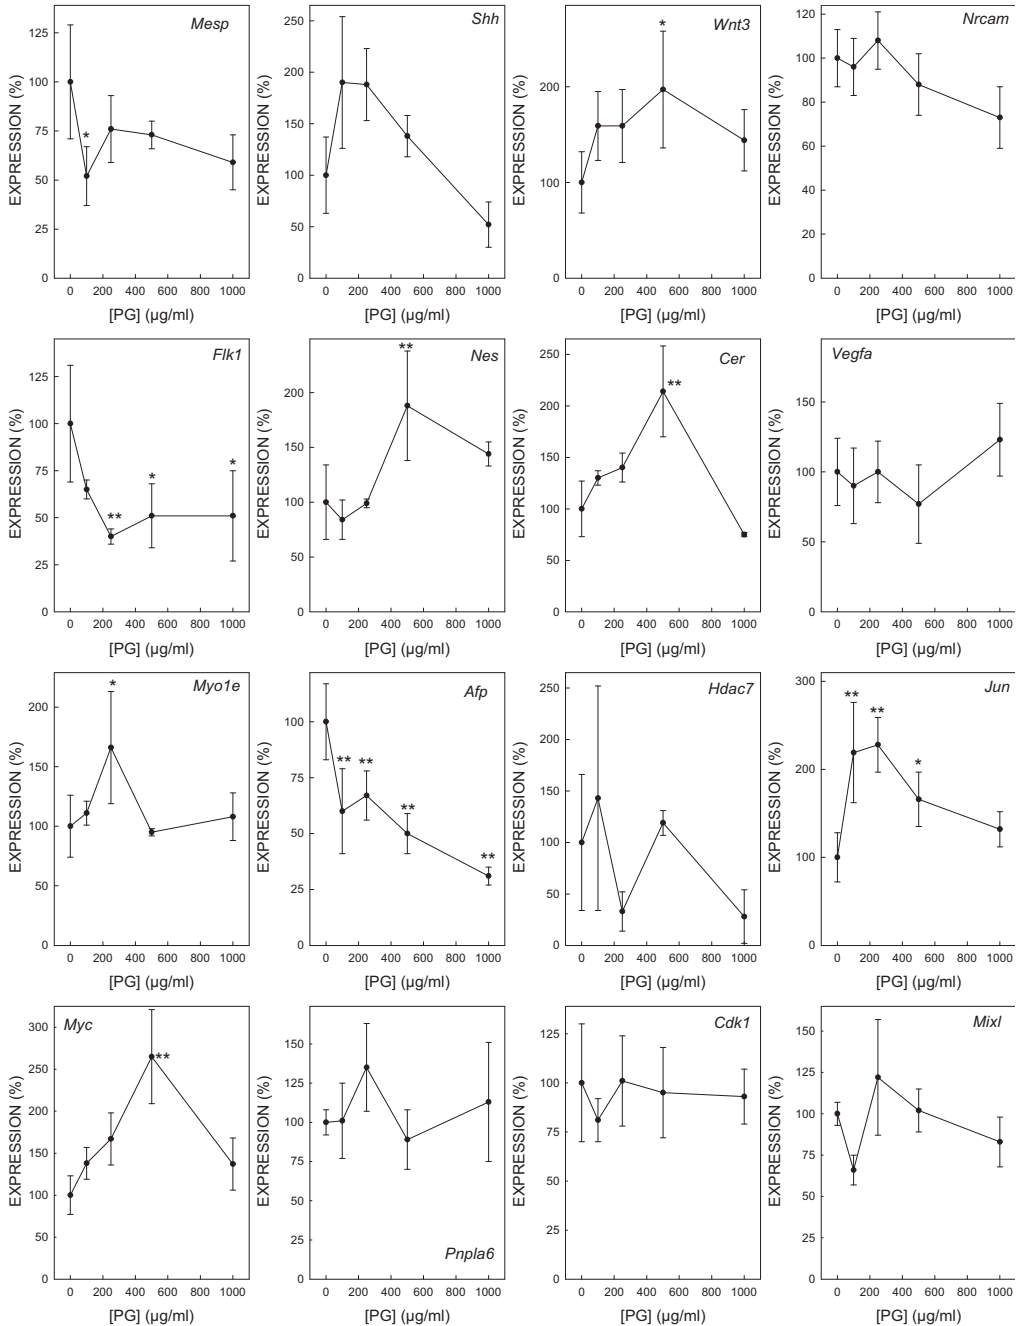 Mesp
EXPRESSION (%)
125
100
75
*
50
25
0
0 200 400 600 800 1000
[PG] (µg/ml)
Shh
EXPRESSION (%)
250
200
150
100
50
0
0 200 400 600 800 1000
[PG] (µg/ml)
Wnt3
*
EXPRESSION (%)
200
100
0
0 200 400 600 800 1000
[PG] (µg/ml)
Nrcam
EXPRESSION (%)
120
100
80
60
40
20
0
0 200 400 600 800 1000
[PG] (µg/ml)
Flk1
EXPRESSION (%)
125
100
75
* *
**
50
25
0
0 200 400 600 800 1000
[PG] (µg/ml)
**
Nes
EXPRESSION (%)
200
150
100
50
0
0 200 400 600 800 1000
[PG] (µg/ml)
Cer
**
EXPRESSION (%)
250
200
150
100
50
0
0 200 400 600 800 1000
[PG] (µg/ml)
Vegfa
EXPRESSION (%)
150
100
50
0
0 200 400 600 800 1000
[PG] (µg/ml)
Myo1e
*
EXPRESSION (%)
200
150
100
50
0
0 200 400 600 800 1000
[PG] (µg/ml)
Afp
** ** ** **
EXPRESSION (%)
100
75
50
25
0
0 200 400 600 800 1000
[PG] (µg/ml)
Hdac7
EXPRESSION (%)
250
200
150
100
50
0
0 200 400 600 800 1000
[PG] (µg/ml)
Jun
** ** *
EXPRESSION (%)
300
200
100
0
0 200 400 600 800 1000
[PG] (µg/ml)
Myc
**
EXPRESSION (%)
300
250
200
150
100
50
0
0 200 400 600 800 1000
[PG] (µg/ml)
EXPRESSION (%)
150
125
100
75
50
25
0
Pnpla6
0 200 400 600 800 1000
[PG] (µg/ml)
Cdk1
EXPRESSION (%)
125
100
75
75
25
0
0 200 400 600 800 1000
[PG] (µg/ml)
Mixl
EXPRESSION (%)
150
125
100
75
50
25
0
0 200 400 600 800 1000
[PG] (µg/ml)